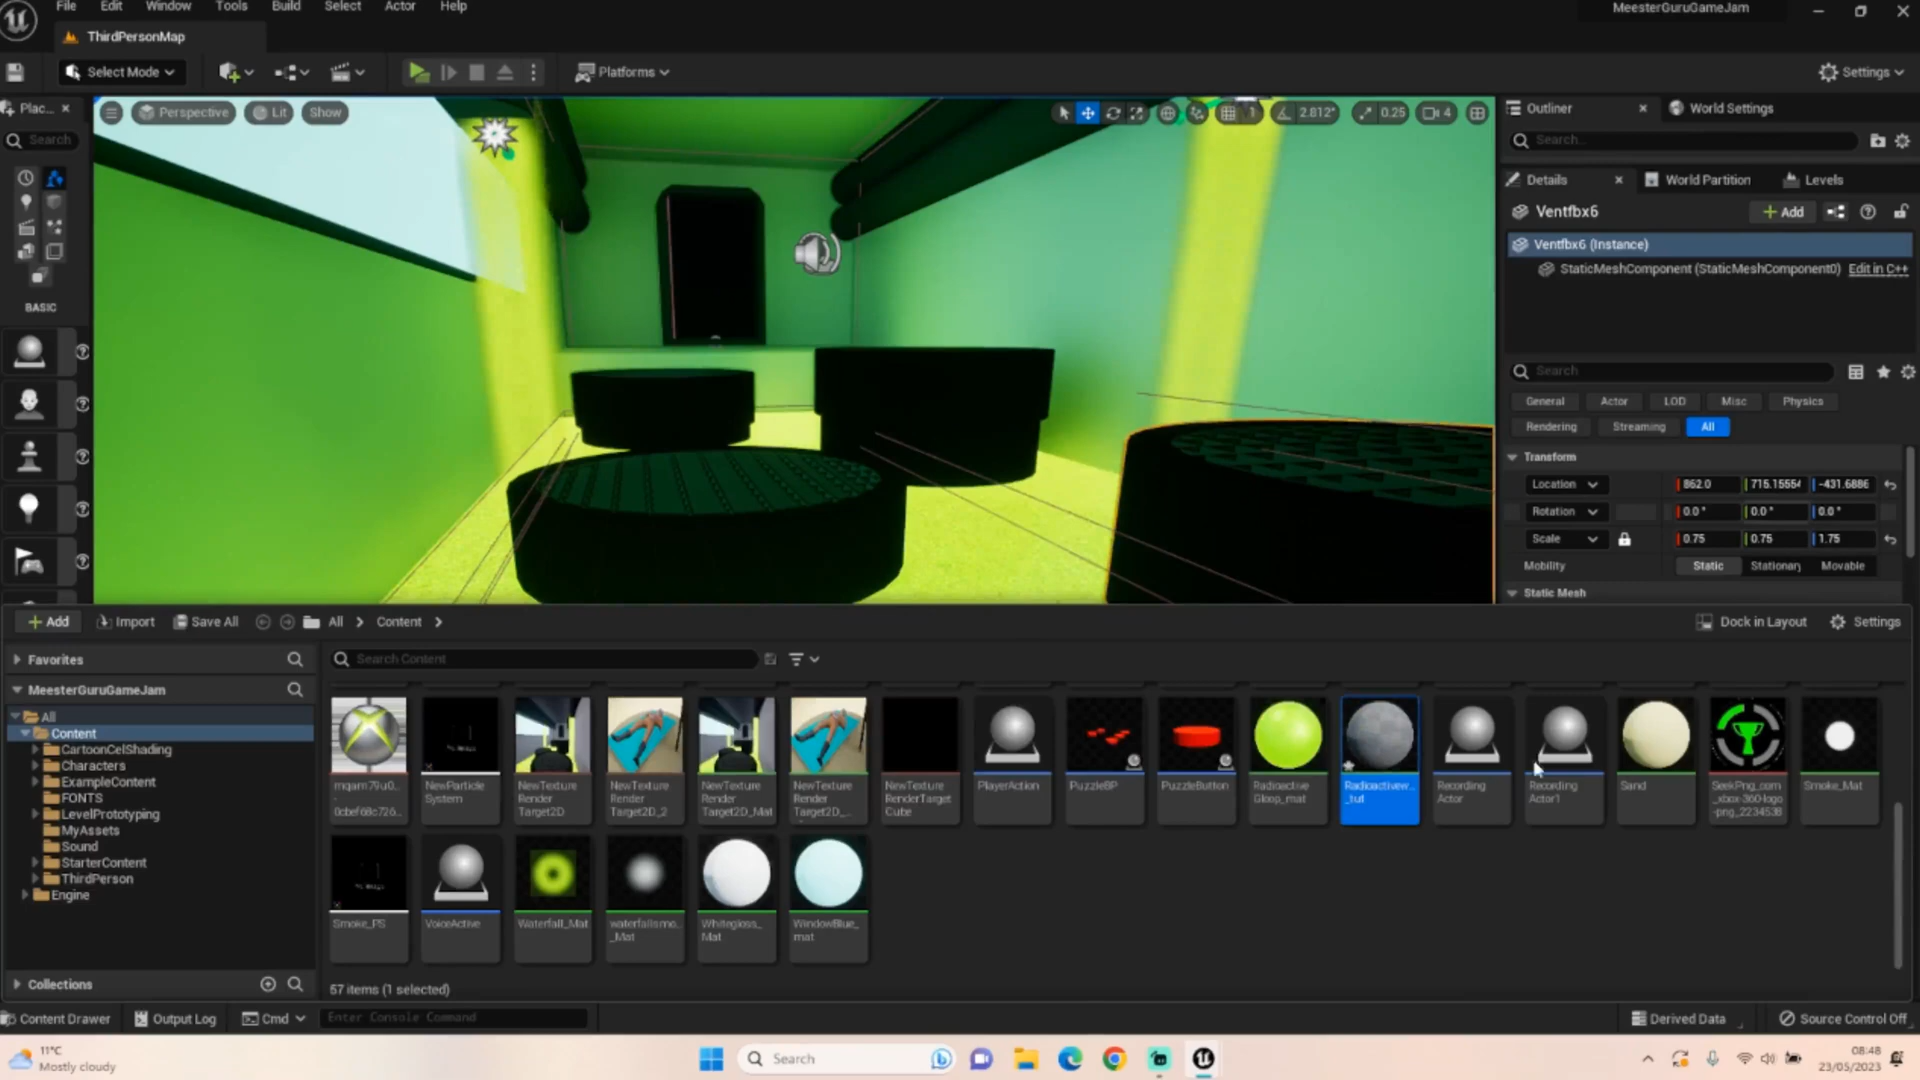 File Edit Window Tools Build Select Actor Help
MeesterGuruGameJam
ThirdPersonMap
Select Mode
Platforms
Settings
Plac...
Perspective
Lit
Show
1
2.812°
0.25
4
Outliner
World Settings
Search
Search...
Details
World Partition
Levels
Ventfbx6
Add
Ventfbx6 (Instance)
StaticMeshComponent (StaticMeshComponent0) Edit in C++
BASIC
Search
General Actor LOD Misc Physics
Rendering Streaming All
Transform
Location 862.0 715.15554 -431.6886
Rotation 0.0° 0.0° 0.0°
Scale 0.75 0.75 1.75
Mobility Static Stationary Movable
Static Mesh
Add Import Save All All Content
Dock in Layout Settings
Favorites
Search Content
MeesterGuruGameJam
All
Content
CartoonCelShading
Characters
ExampleContent
FONTS
LevelPrototyping
MyAssets
Sound
StarterContent
ThirdPerson
Engine
NewParticle
System
NewTexture
Render
Target2D
NewTexture
Render
Target2D_2
NewTexture
Render
Target2D_Mat
NewTexture
Render
Target2D_...
NewTexture
RenderTarget
Cube
PlayerAction
PuzzleBP
PuzzleButton
Radioactive
Gloop_mat
Radioactivew...
_tut
Recording
Actor
Recording
Actor1
Sand
SeekPng_com
_xbox-360-logo
-png_2234538
Smoke_Mat
Smoke_PS
VoiceActive
Waterfall_Mat
waterfallsmo...
_Mat
Whitegloss_
Mat
WindowBlue_
mat
Collections
57 items (1 selected)
Content Drawer Output Log Cmd Enter Console Command
Derived Data Source Control Off
11°C
Mostly cloudy
Search
08:48
23/05/2023